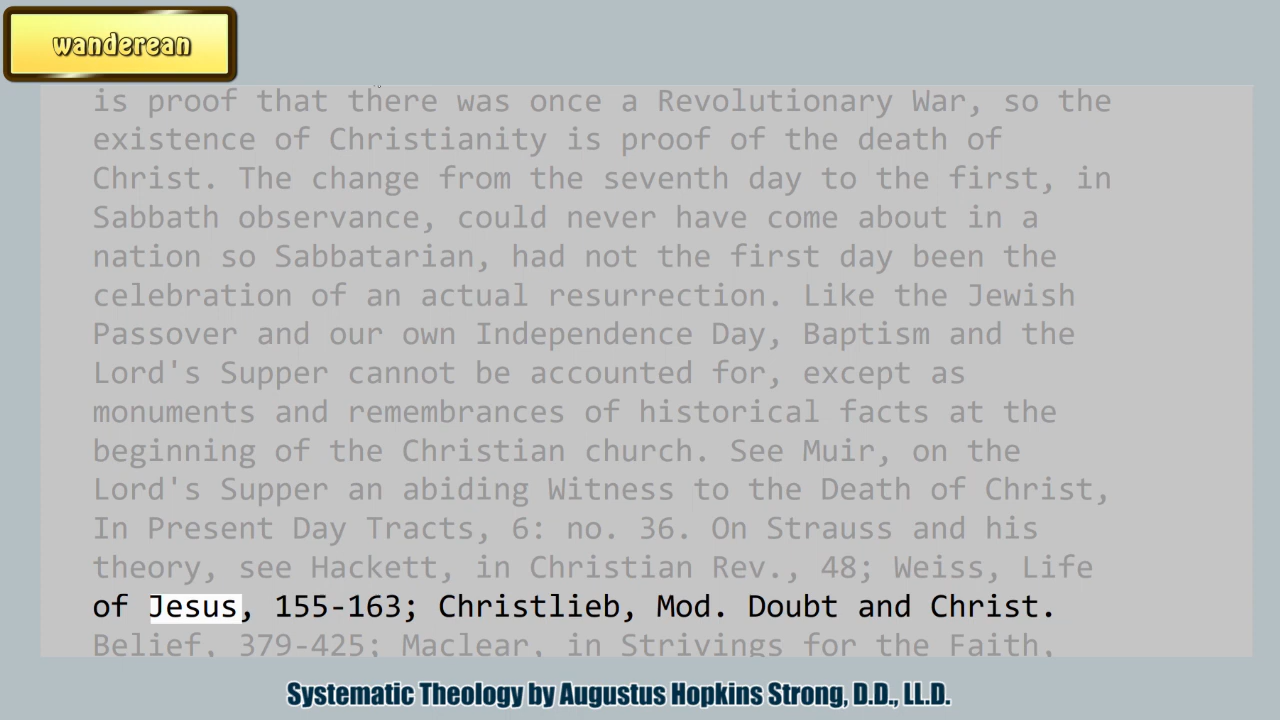 wanderean
is proof that there was once a Revolutionary War, so the
existence of Christianity is proof of the death of
Christ. The change from the seventh day to the first, in
Sabbath observance, could never have come about in a
nation so Sabbatarian, had not the first day been the
celebration of an actual resurrection. Like the Jewish
Passover and our own Independence Day, Baptism and the
Lord's Supper cannot be accounted for, except as
monuments and remembrances of historical facts at the
beginning of the Christian church. See Muir, on the
Lord's Supper an abiding Witness to the Death of Christ,
In Present Day Tracts, 6: no. 36. On Strauss and his
theory, see Hackett, in Christian Rev., 48; Weiss, Life
of Jesus, 155-163; Christlieb, Mod. Doubt and Christ.
Belief, 379-425; Maclear, in Strivings for the Faith,
Systematic Theology by Augustus Hopkins Strong, D.D., LL.D.